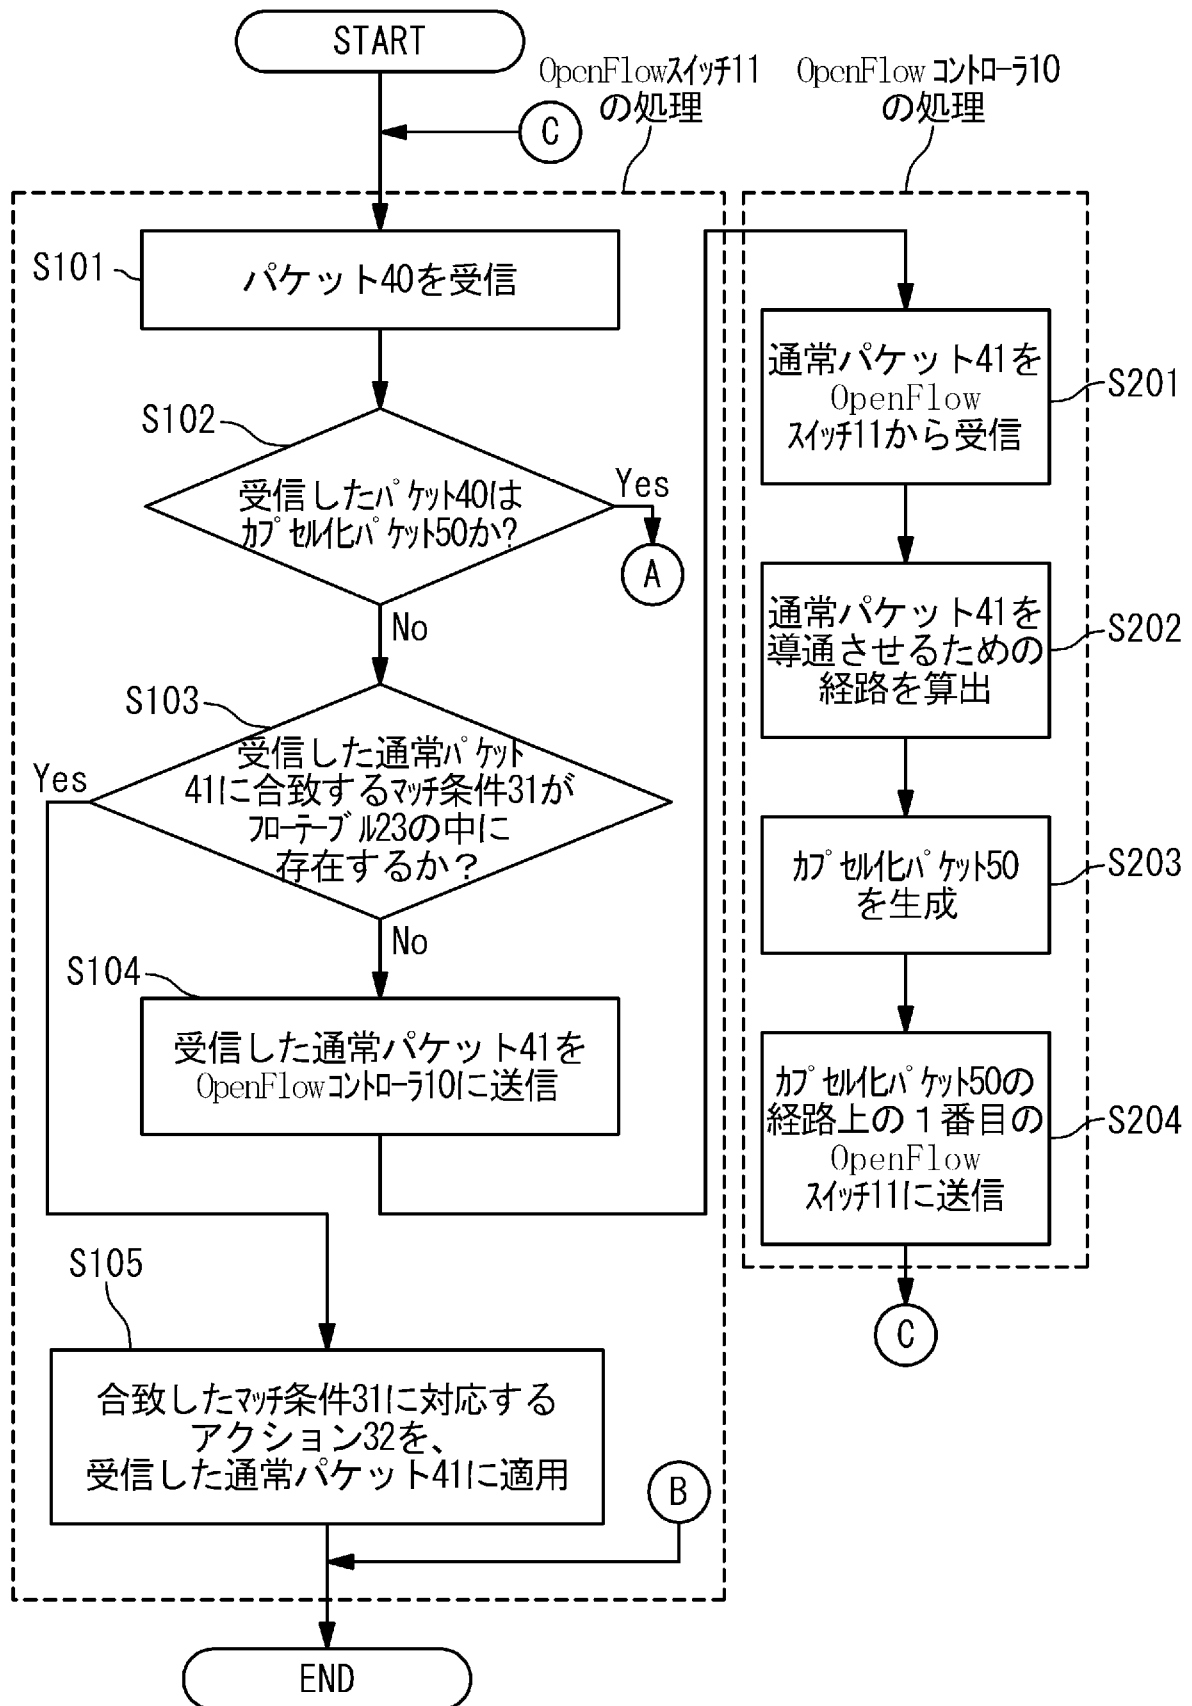 START
OpenFlowスイッチ11
の処理
OpenFlowコントローラ10
の処理
C
S101
パケット40を受信
S102
受信したパケット40は
カプセル化パケット50か?
Yes
A
No
S103
受信した通常パケット
41に合致するマッチ条件31が
フローテーブル23の中に
存在するか？
Yes
No
S104
受信した通常パケット41を
OpenFlowコントローラ10に送信
S105
合致したマッチ条件31に対応する
アクション32を、
受信した通常パケット41に適用
B
END
通常パケット41を
OpenFlow
スイッチ11から受信
S201
通常パケット41を
導通させるための
経路を算出
S202
カプセル化パケット50
を生成
S203
カプセル化パケット50の
経路上の１番目の
OpenFlow
スイッチ11に送信
S204
C